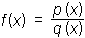 f(x) = p(x)/q(x)